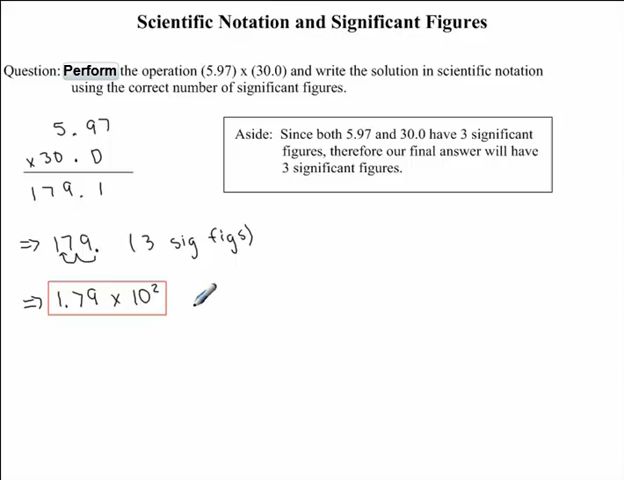 Scientific Notation and Significant Figures
Question: Perform the operation (5.97) x (30.0) and write the solution in scientific notation
using the correct number of significant figures.
5.97
x 30.0
179.1
Aside: Since both 5.97 and 30.0 have 3 significant
figures, therefore our final answer will have
3 significant figures.
⇒ 179. (3 sig figs)
⇒ 1.79 x 10²